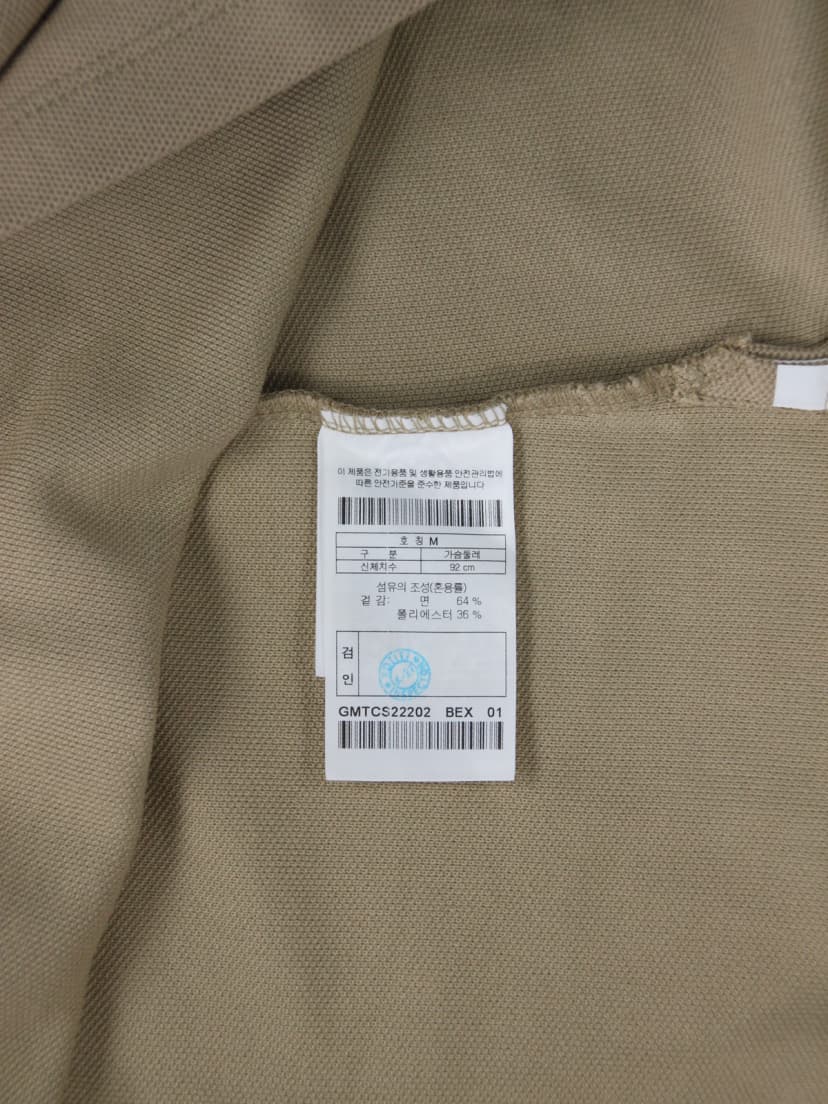 이 제품은 전기용품 및 생활용품 안전관리법에
따른 안전기준을 준수한 제품입니다
호 칭 M
구 분 가슴둘레
신체치수 92 cm
섬유의 조성(혼용률)
겉 감: 면 64 %
폴리에스터 36 %
검
인
GMTCS22202 BEX 01